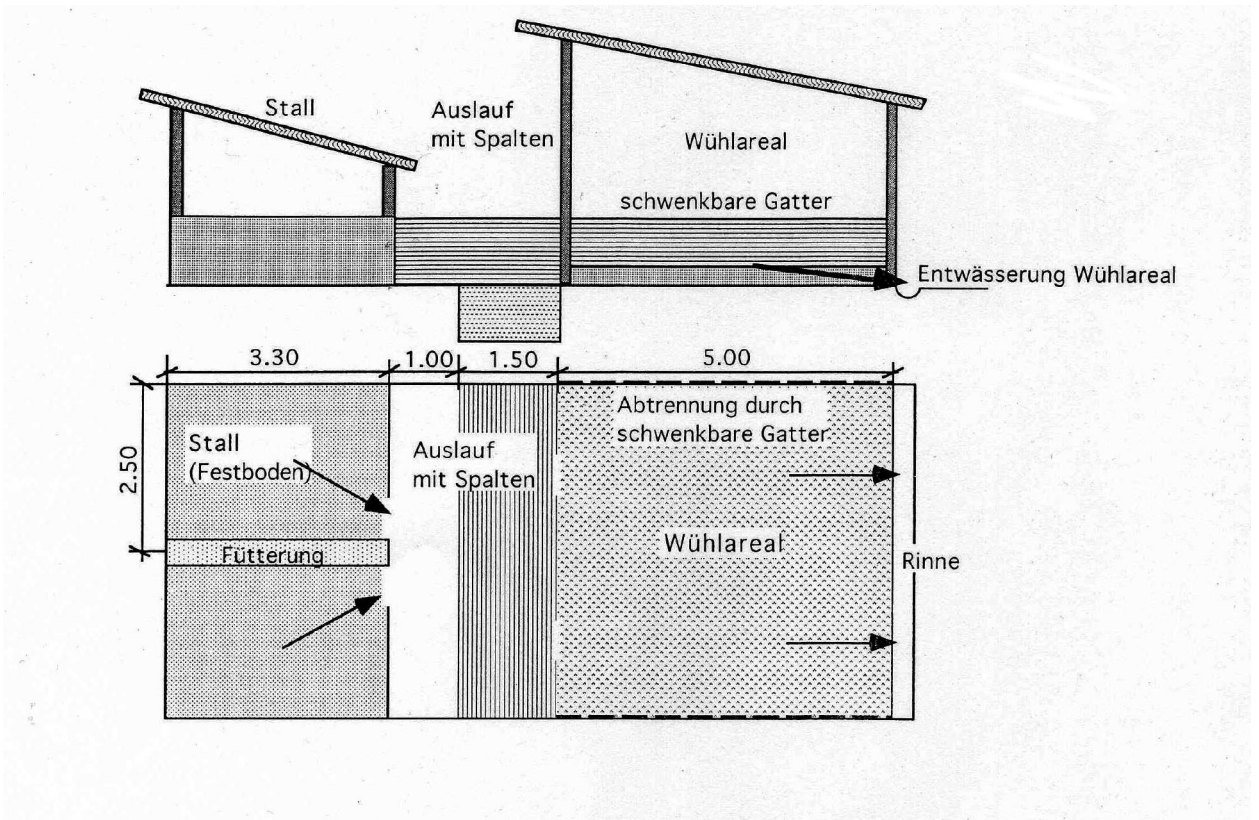 Stall
Auslauf
mit Spalten
Wühlareal
schwenkbare Gatter
Entwässerung Wühlareal
3.30
1.00
1.50
5.00
2.50
Stall
(Festboden)
Auslauf
mit Spalten
Abtrennung durch
schwenkbare Gatter
Fütterung
Wühlareal
Rinne